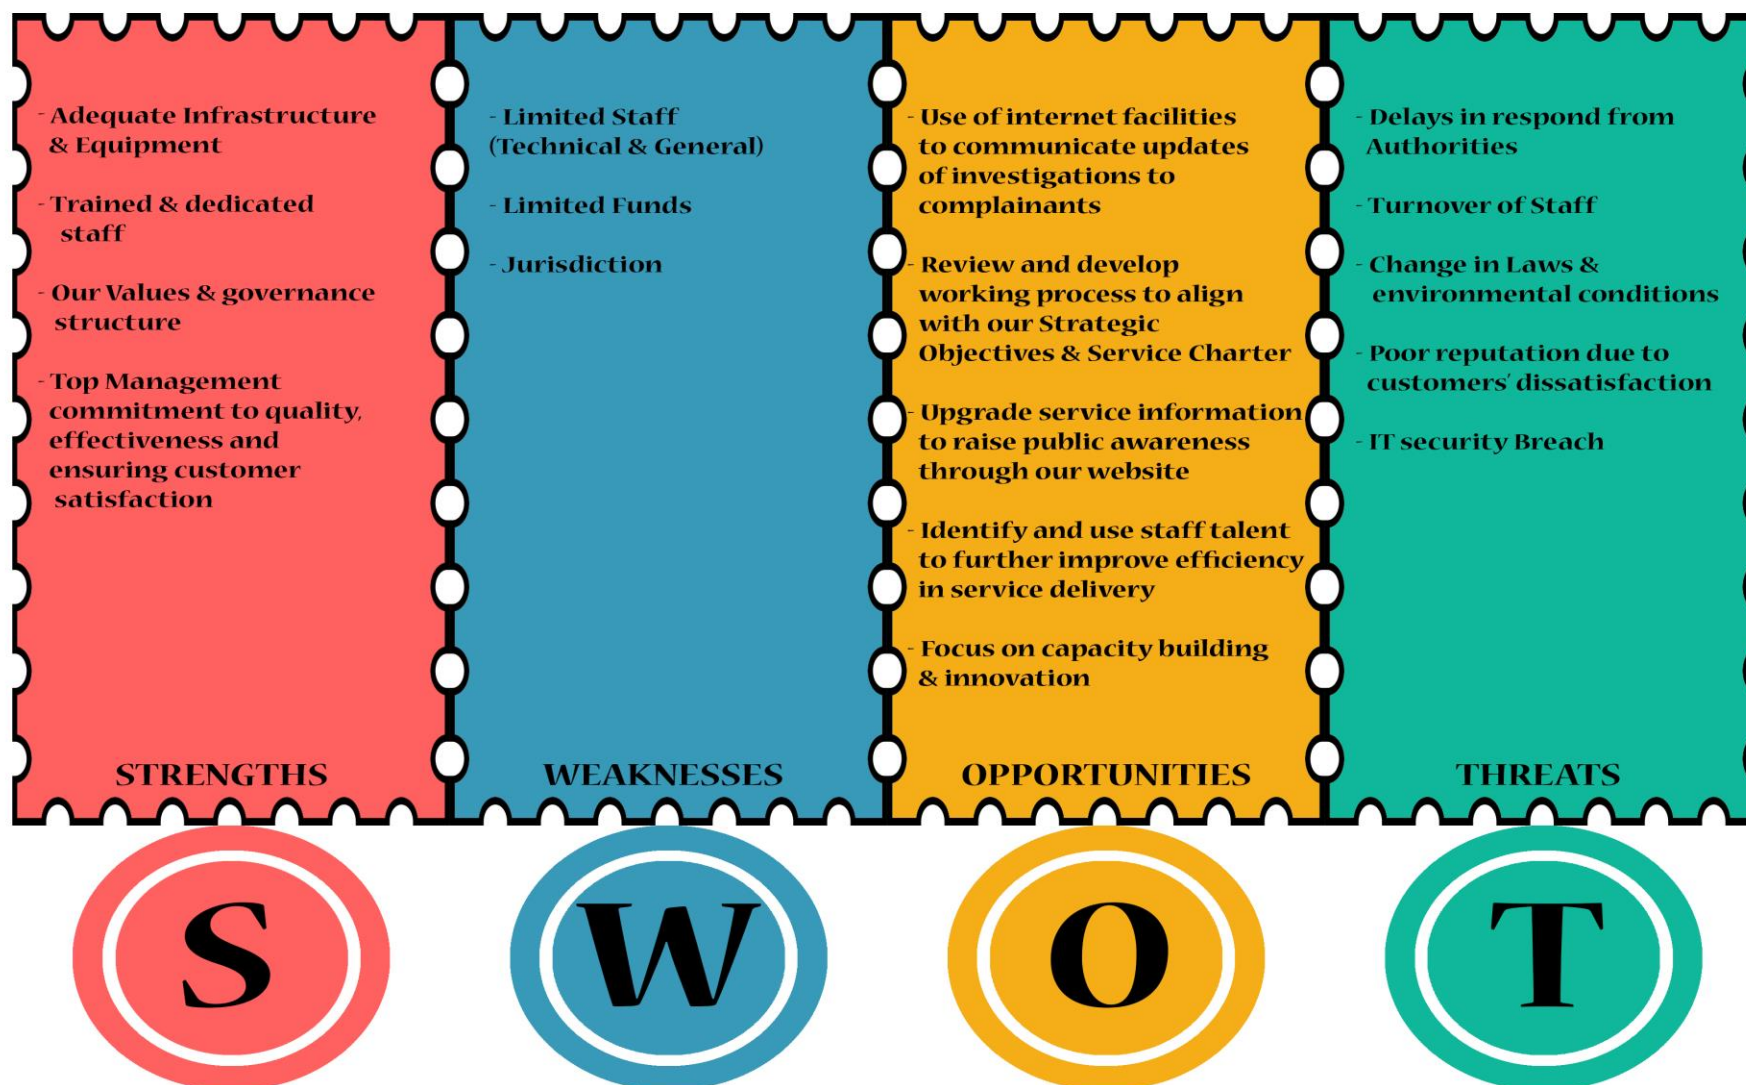 - Adequate Infrastructure
& Equipment
- Trained & dedicated
staff
- Our Values & governance
structure
- Top Management
commitment to quality,
effectiveness and
ensuring customer
satisfaction
STRENGTHS
- Limited Staff
(Technical & General)
- Limited Funds
- Jurisdiction
WEAKNESSES
- Use of internet facilities
to communicate updates
of investigations to
complainants
- Review and develop
working process to align
with our Strategic
Objectives & Service Charter
- Upgrade service information
to raise public awareness
through our website
- Identify and use staff talent
to further improve efficiency
in service delivery
- Focus on capacity building
& innovation
OPPORTUNITIES
- Delays in respond from
Authorities
- Turnover of Staff
- Change in Laws &
environmental conditions
- Poor reputation due to
customers' dissatisfaction
- IT security Breach
THREATS
S
W
O
T